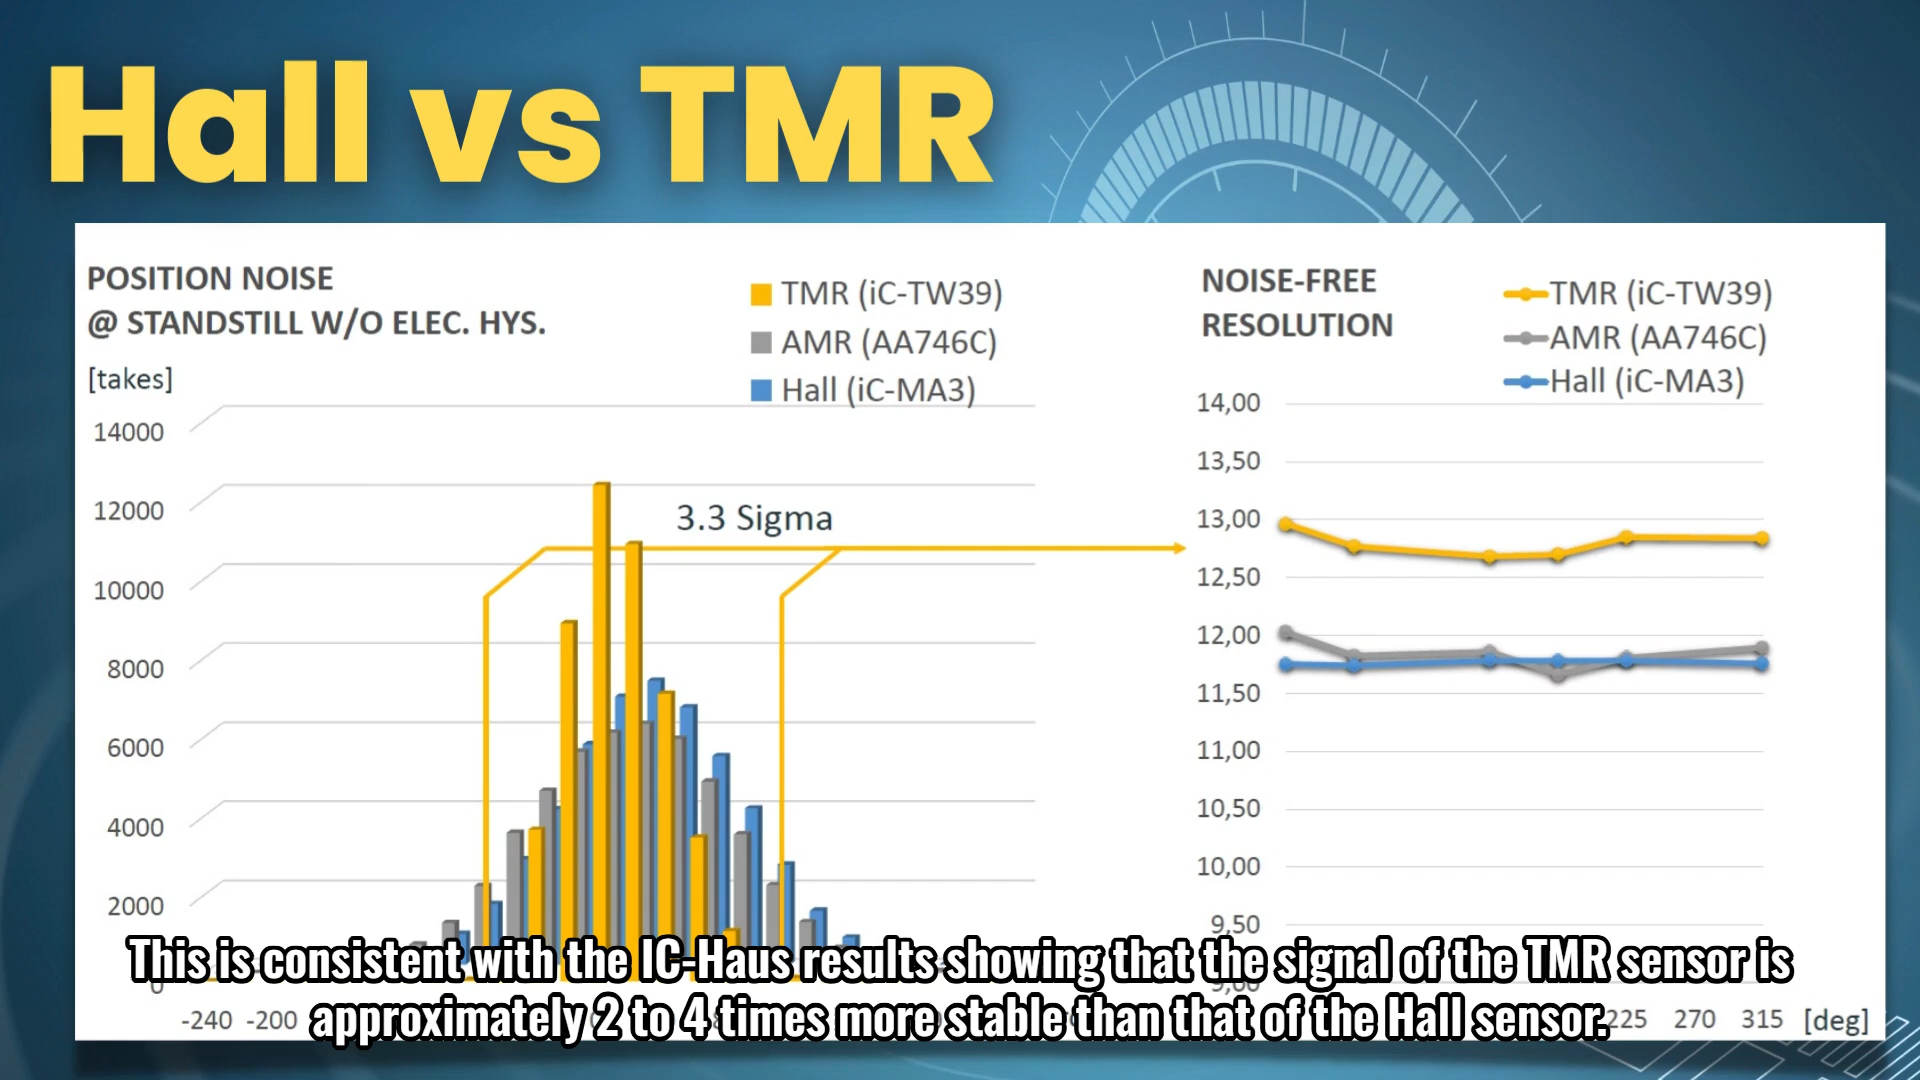 Hall vs TMR
POSITION NOISE
@ STANDSTILL W/O ELEC. HYS.
[takes]
TMR (iC-TW39)
AMR (AA746C)
Hall (iC-MA3)
14000
12000
10000
8000
6000
4000
2000
0
3.3 Sigma
-240 -200
NOISE-FREE
RESOLUTION
TMR (iC-TW39)
AMR (AA746C)
Hall (iC-MA3)
14,00
13,50
13,00
12,50
12,00
11,50
11,00
10,50
10,00
9,50
9,00
225 270 315 [deg]
This is consistent with the IC-Haus results showing that the signal of the TMR sensor is
approximately 2 to 4 times more stable than that of the Hall sensor.